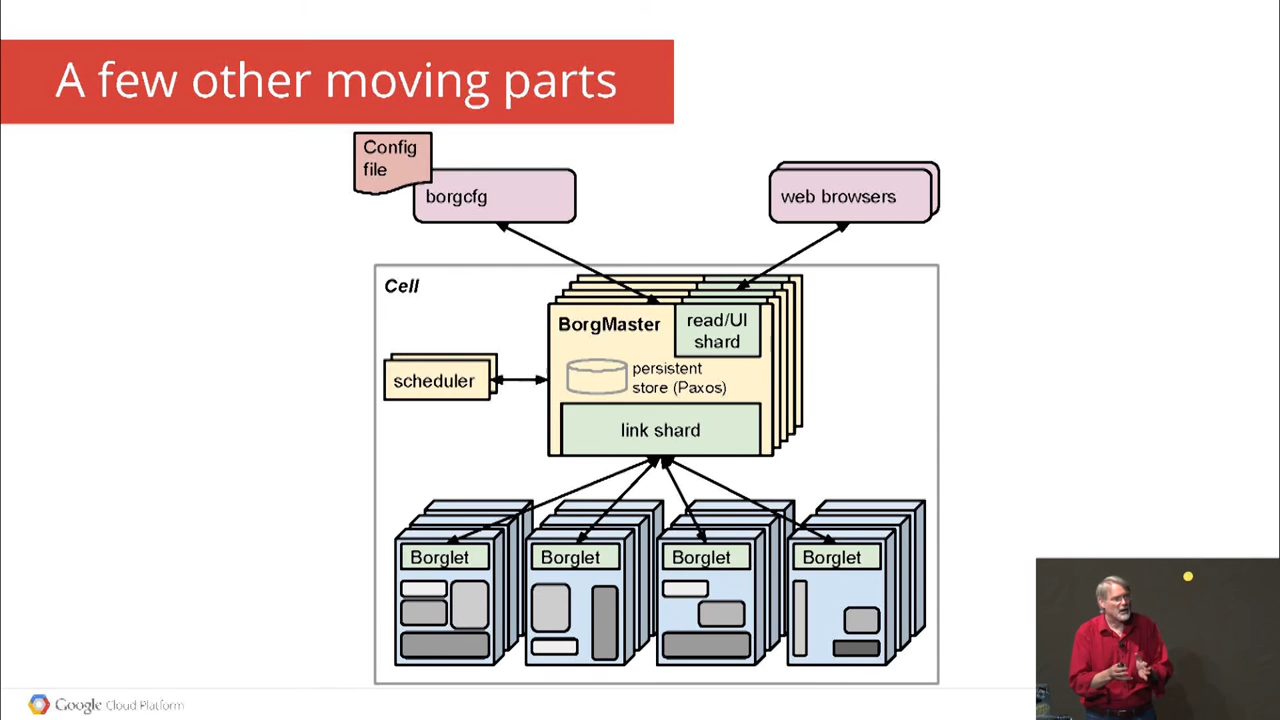 A few other moving parts
Config
file
borgcfg
web browsers
Cell
BorgMaster
read/UI
shard
persistent
store (Paxos)
scheduler
link shard
Borglet
Borglet
Borglet
Borglet
Google Cloud Platform